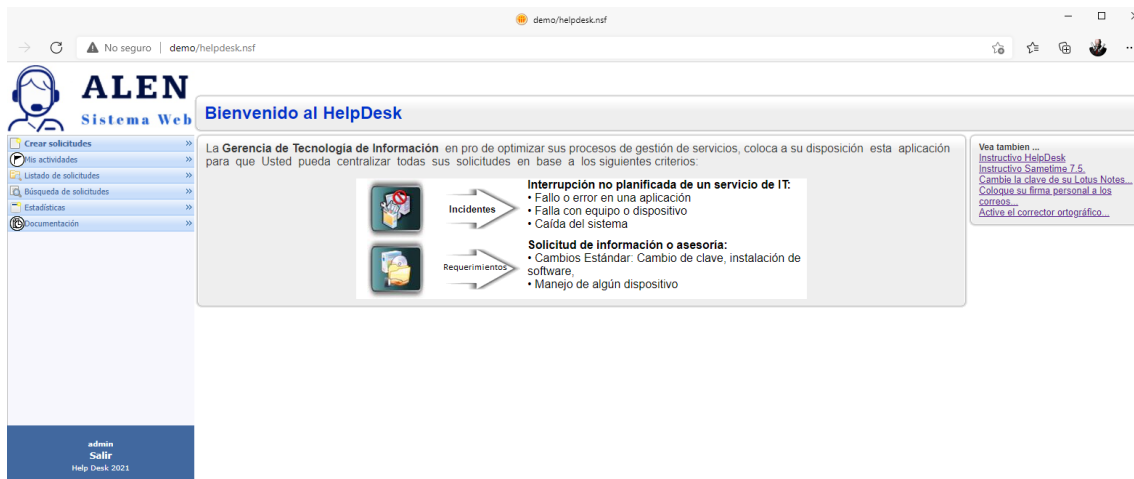 demo/helpdesk.nsf
No seguro | demo/helpdesk.nsf
ALEN
Sistema Web
Bienvenido al HelpDesk
Crear solicitudes »
Mis actividades »
Listado de solicitudes »
Búsqueda de solicitudes »
Estadísticas »
Documentación »
La Gerencia de Tecnología de Información en pro de optimizar sus procesos de gestión de servicios, coloca a su disposición esta aplicación
para que Usted pueda centralizar todas sus solicitudes en base a los siguientes criterios:
Incidentes
Interrupción no planificada de un servicio de IT:
• Fallo o error en una aplicación
• Falla con equipo o dispositivo
• Caída del sistema
Requerimientos
Solicitud de información o asesoría:
• Cambios Estándar: Cambio de clave, instalación de
software,
• Manejo de algún dispositivo
Vea tambien ...
Instructivo HelpDesk
Instructivo Sametime 7.5.
Cambie la clave de su Lotus Notes...
Coloque su firma personal a los
correos...
Active el corrector ortográfico...
admin
Salir
Help Desk 2021